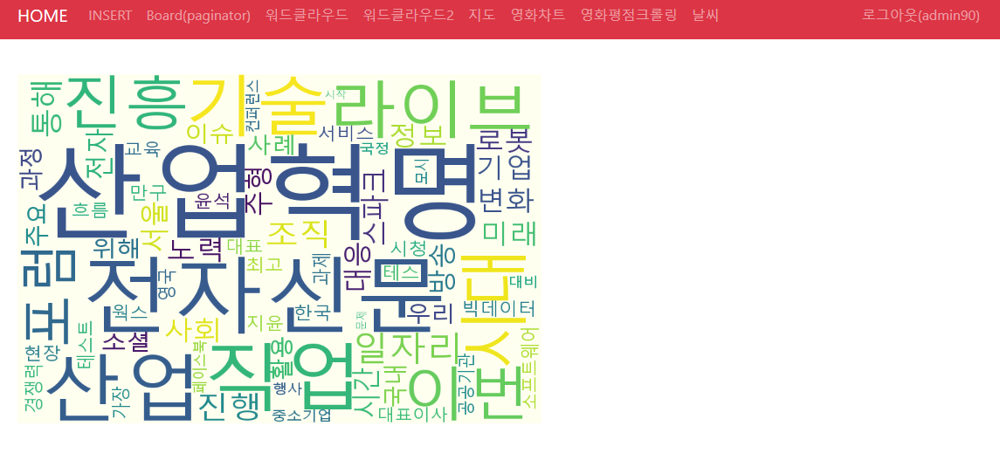 HOME INSERT Board(paginator) 워드클라우드 워드클라우드2 지도 영화차트 영화평점크롤링 날씨 로그아웃(admin90)
통해
진흥
기술
컨퍼런스
시작
라이브
전자
이슈
사례
서비스
정보
국정
로봇
과정
교육
산업혁명
모시
기업
만구
윤석
주형
스파크
변화
주요
흐름
서울
조직
미래
위해
노력
대표
시청
럼
최고
과제
대응
방송
시대
전자신문
영국
테스
대비
포
웍스
한국
우리
빅데이터
지윤
문제
사회
테스트
소셜
현장
페이스북
활용
일자리
소프트웨어
경쟁력
산업
직업
시간
국내
이번
공공기관
가장
행사
진행
중소기업
대표이사